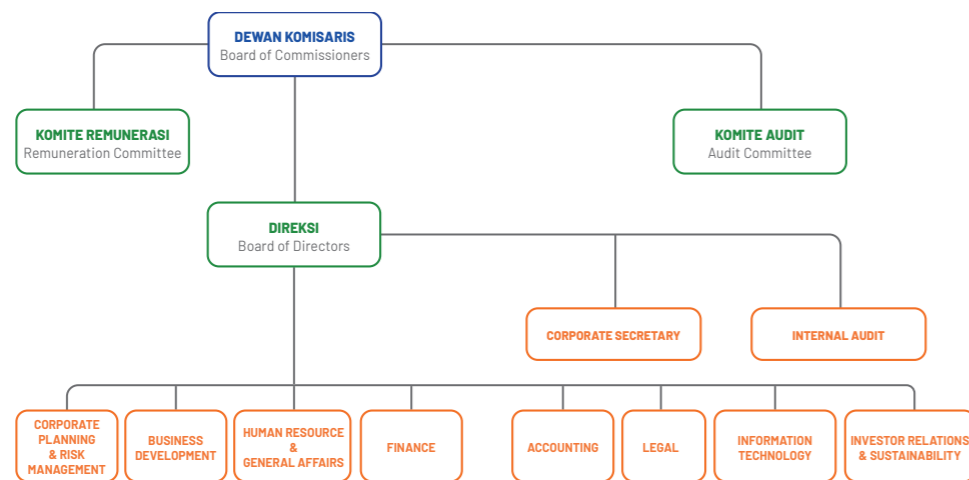 DEWAN KOMISARIS
Board of Commissioners
KOMITE REMUNERASI
Remuneration Committee
KOMITE AUDIT
Audit Committee
DIREKSI
Board of Directors
CORPORATE SECRETARY
INTERNAL AUDIT
CORPORATE
PLANNING
& RISK
MANAGEMENT
BUSINESS
DEVELOPMENT
HUMAN RESOURCE
&
GENERAL AFFAIRS
FINANCE
ACCOUNTING
LEGAL
INFORMATION
TECHNOLOGY
INVESTOR RELATIONS
& SUSTAINABILITY